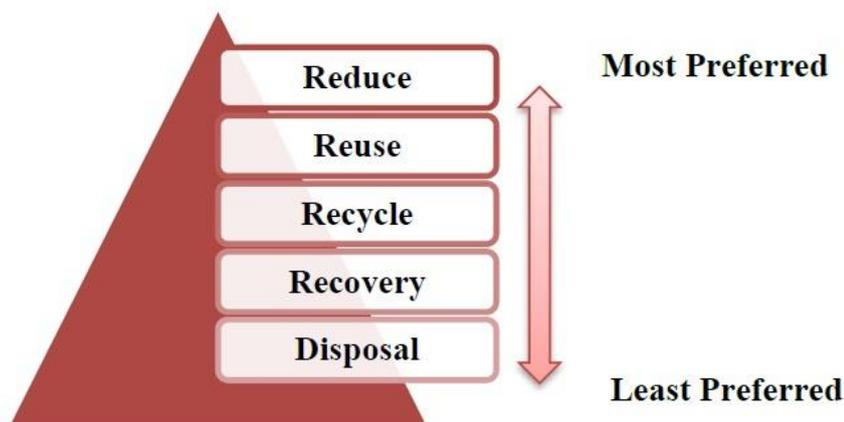 Reduce
Most Preferred
Reuse
Recycle
Recovery
Disposal
Least Preferred